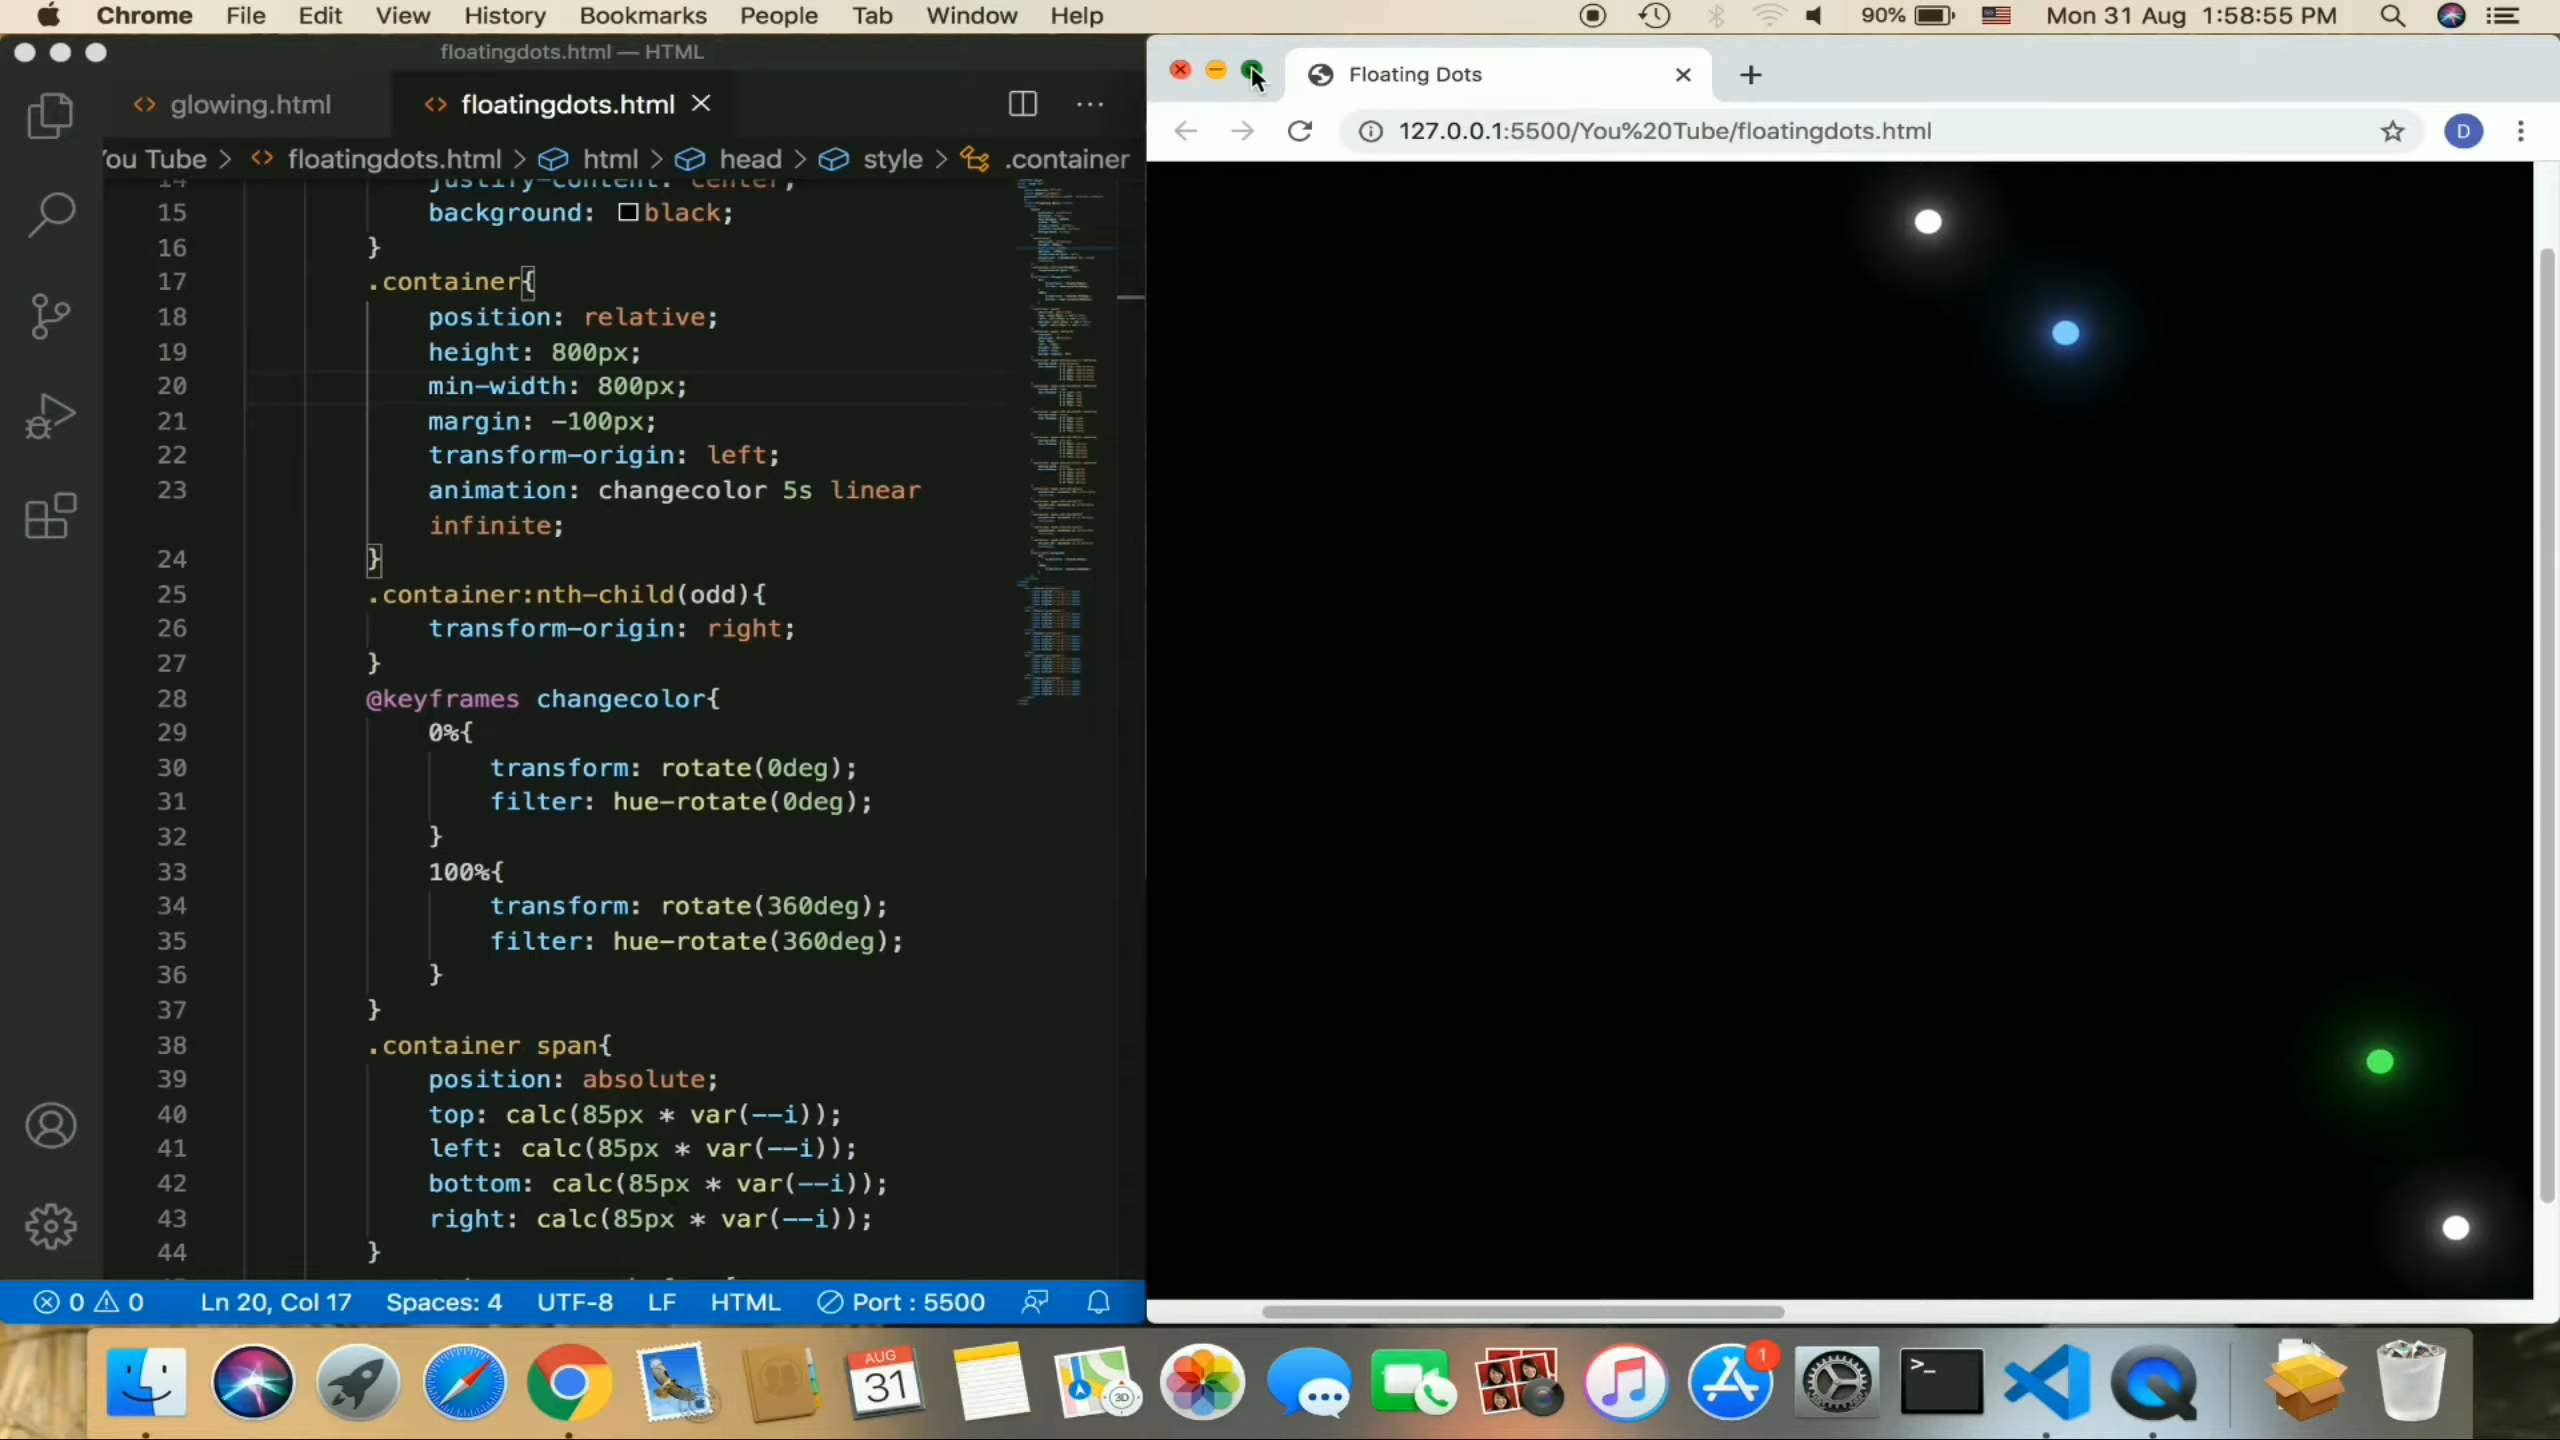 Chrome File Edit View History Bookmarks People Tab Window Help 90% Mon 31 Aug 1:58:55 PM
floatingdots.html — HTML
glowing.html floatingdots.html
ou Tube > floatingdots.html > html > head > style > .container
14 justify-content: center;
15 background: black;
16 }
17 .container{
18 position: relative;
19 height: 800px;
20 min-width: 800px;
21 margin: -100px;
22 transform-origin: left;
23 animation: changecolor 5s linear
infinite;
24 }
25 .container:nth-child(odd){
26 transform-origin: right;
27 }
28 @keyframes changecolor{
29 0%{
30 transform: rotate(0deg);
31 filter: hue-rotate(0deg);
32 }
33 100%{
34 transform: rotate(360deg);
35 filter: hue-rotate(360deg);
36 }
37 }
38 .container span{
39 position: absolute;
40 top: calc(85px * var(--i));
41 left: calc(85px * var(--i));
42 bottom: calc(85px * var(--i));
43 right: calc(85px * var(--i));
44 }
0 0 Ln 20, Col 17 Spaces: 4 UTF-8 LF HTML Port : 5500
Floating Dots
127.0.0.1:5500/You%20Tube/floatingdots.html
D
AUG
31
3D
1
>_